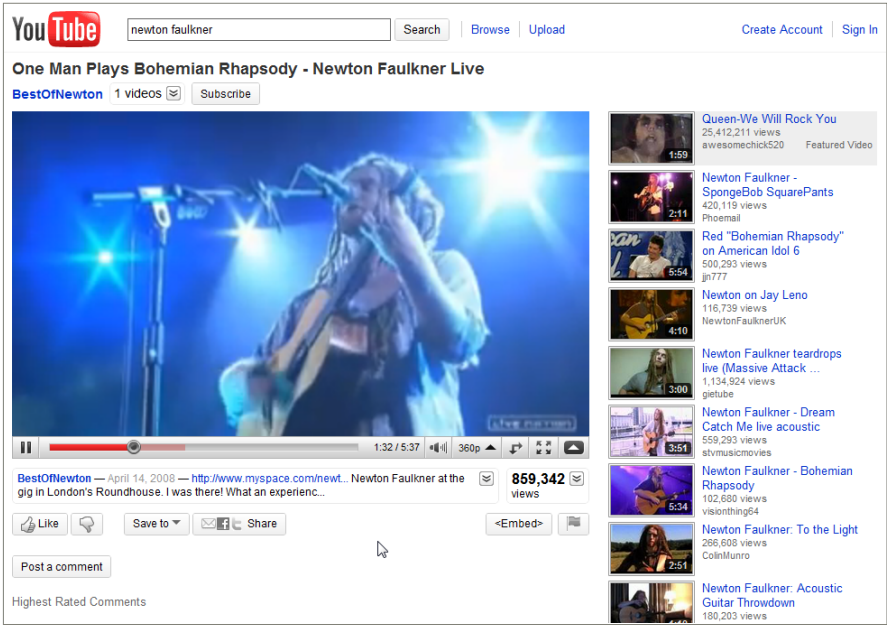 YouTube
newton faulkner
Search
Browse
Upload
Create Account
Sign In
One Man Plays Bohemian Rhapsody - Newton Faulkner Live
BestOfNewton
1 videos
Subscribe
live nation
1:32 / 5:37
360p
BestOfNewton — April 14, 2008 — http://www.myspace.com/newt... Newton Faulkner at the
gig in London's Roundhouse. I was there! What an experienc...
859,342
views
Like
Save to
Share
<Embed>
Post a comment
Highest Rated Comments
1:59
Queen-We Will Rock You
25,412,211 views
awesomechick520 Featured Video
2:11
Newton Faulkner -
SpongeBob SquarePants
420,119 views
Phoemail
5:54
Red "Bohemian Rhapsody"
on American Idol 6
500,293 views
jjn777
4:10
Newton on Jay Leno
116,739 views
NewtonFaulknerUK
3:00
Newton Faulkner teardrops
live (Massive Attack ...
1,134,924 views
gietube
3:51
Newton Faulkner - Dream
Catch Me live acoustic
559,293 views
stvmusicmovies
5:34
Newton Faulkner - Bohemian
Rhapsody
102,680 views
visionthing64
2:51
Newton Faulkner: To the Light
266,608 views
ColinMunro
Newton Faulkner: Acoustic
Guitar Throwdown
180,203 views